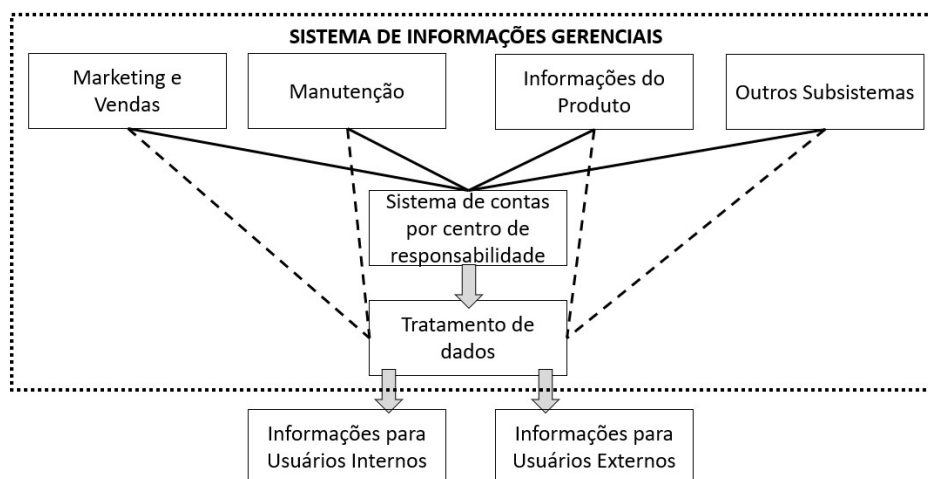 SISTEMA DE INFORMAÇÕES GERENCIAIS
Marketing e
Vendas
Manutenção
Informações do
Produto
Outros Subsistemas
Sistema de contas
por centro de
responsabilidade
Tratamento de
dados
Informações para
Usuários Internos
Informações para
Usuários Externos